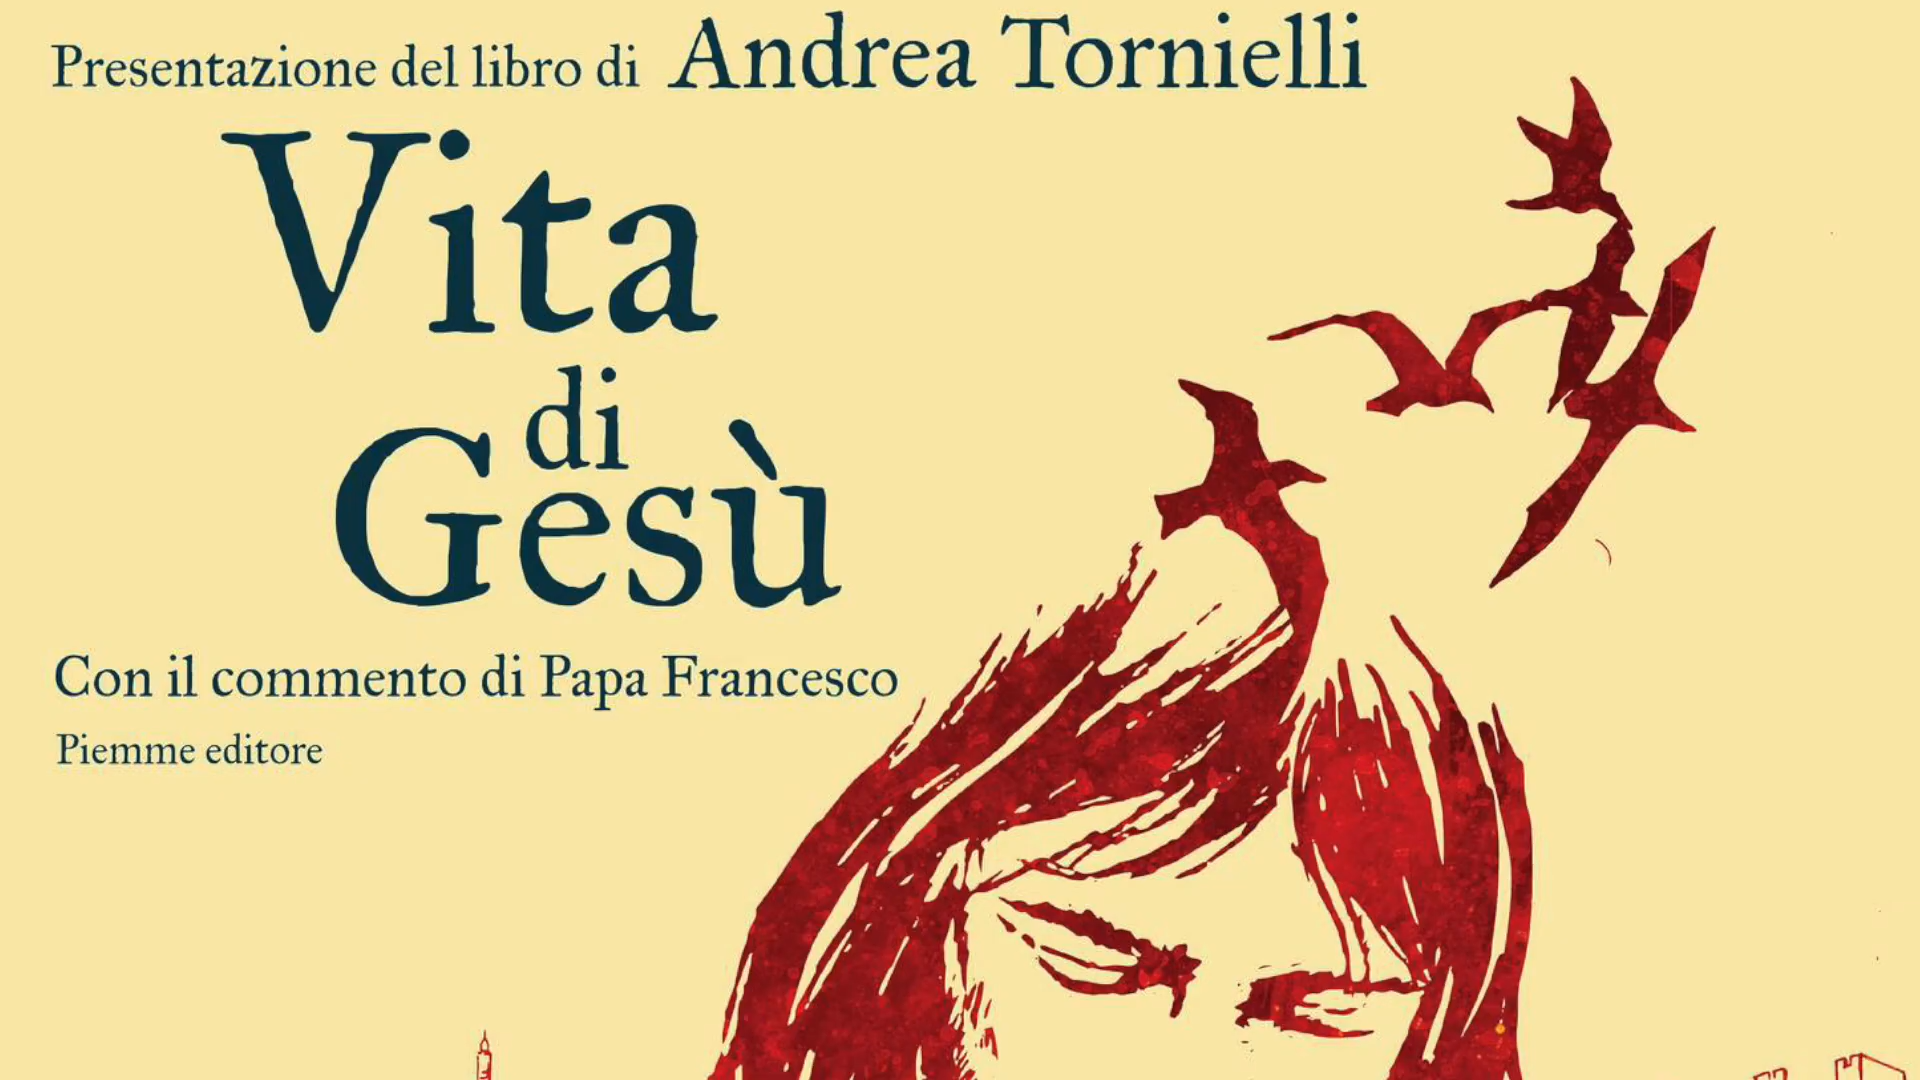 Presentazione del libro di Andrea Tornielli
Vita
di
Gesù
Con il commento di Papa Francesco
Piemme editore